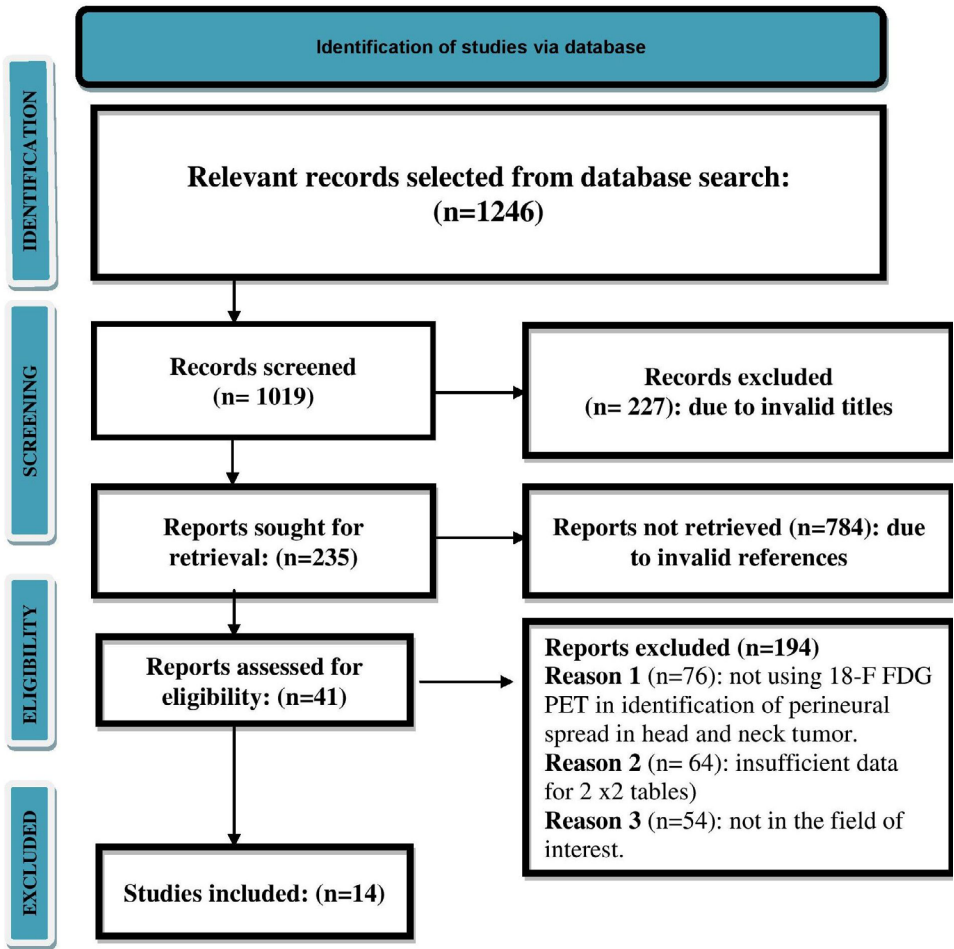 Identification of studies via database
IDENTIFICATION
Relevant records selected from database search:
(n=1246)
SCREENING
Records screened
(n= 1019)
Records excluded
(n= 227): due to invalid titles
Reports sought for
retrieval: (n=235)
Reports not retrieved (n=784): due
to invalid references
ELIGIBILITY
Reports assessed for
eligibility: (n=41)
Reports excluded (n=194)
Reason 1 (n=76): not using 18-F FDG
PET in identification of perineural
spread in head and neck tumor.
Reason 2 (n= 64): insufficient data
for 2 x2 tables)
Reason 3 (n=54): not in the field of
interest.
EXCLUDED
Studies included: (n=14)